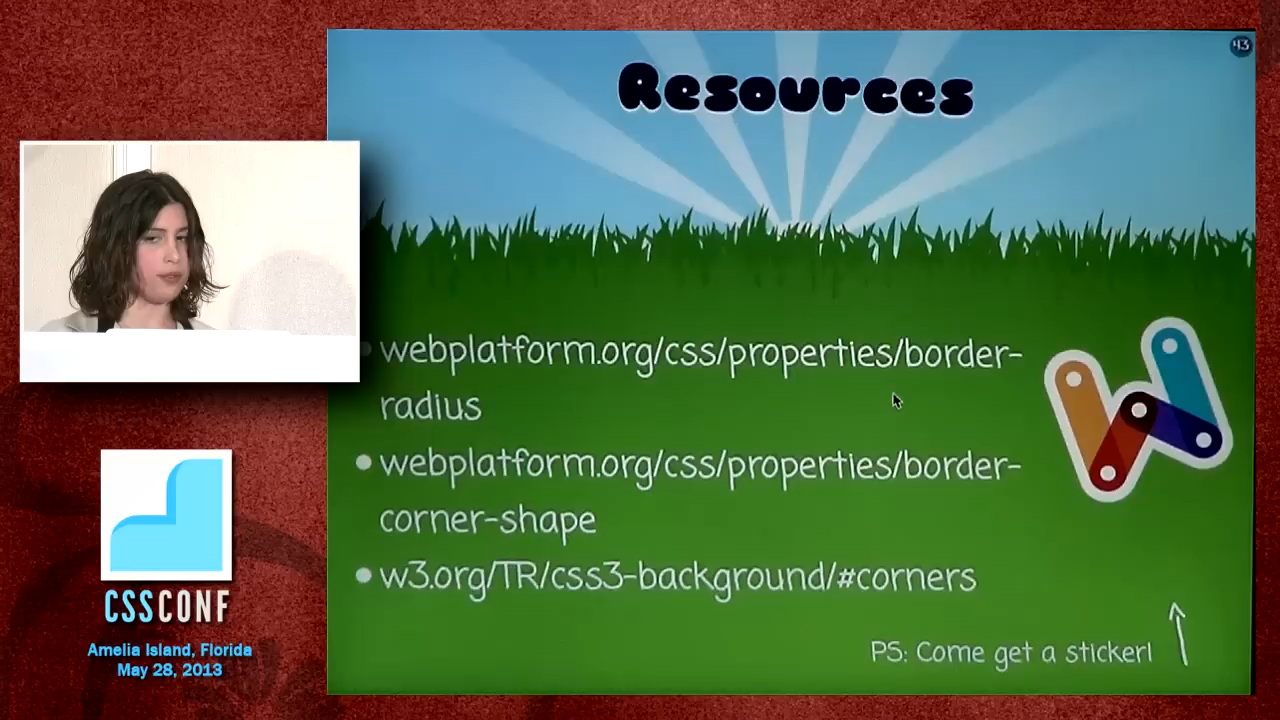 43
Resources
webplatform.org/css/properties/border-
radius
webplatform.org/css/properties/border-
corner-shape
w3.org/TR/css3-background/#corners
PS: Come get a sticker!
CSSCONF
Amelia Island, Florida
May 28, 2013